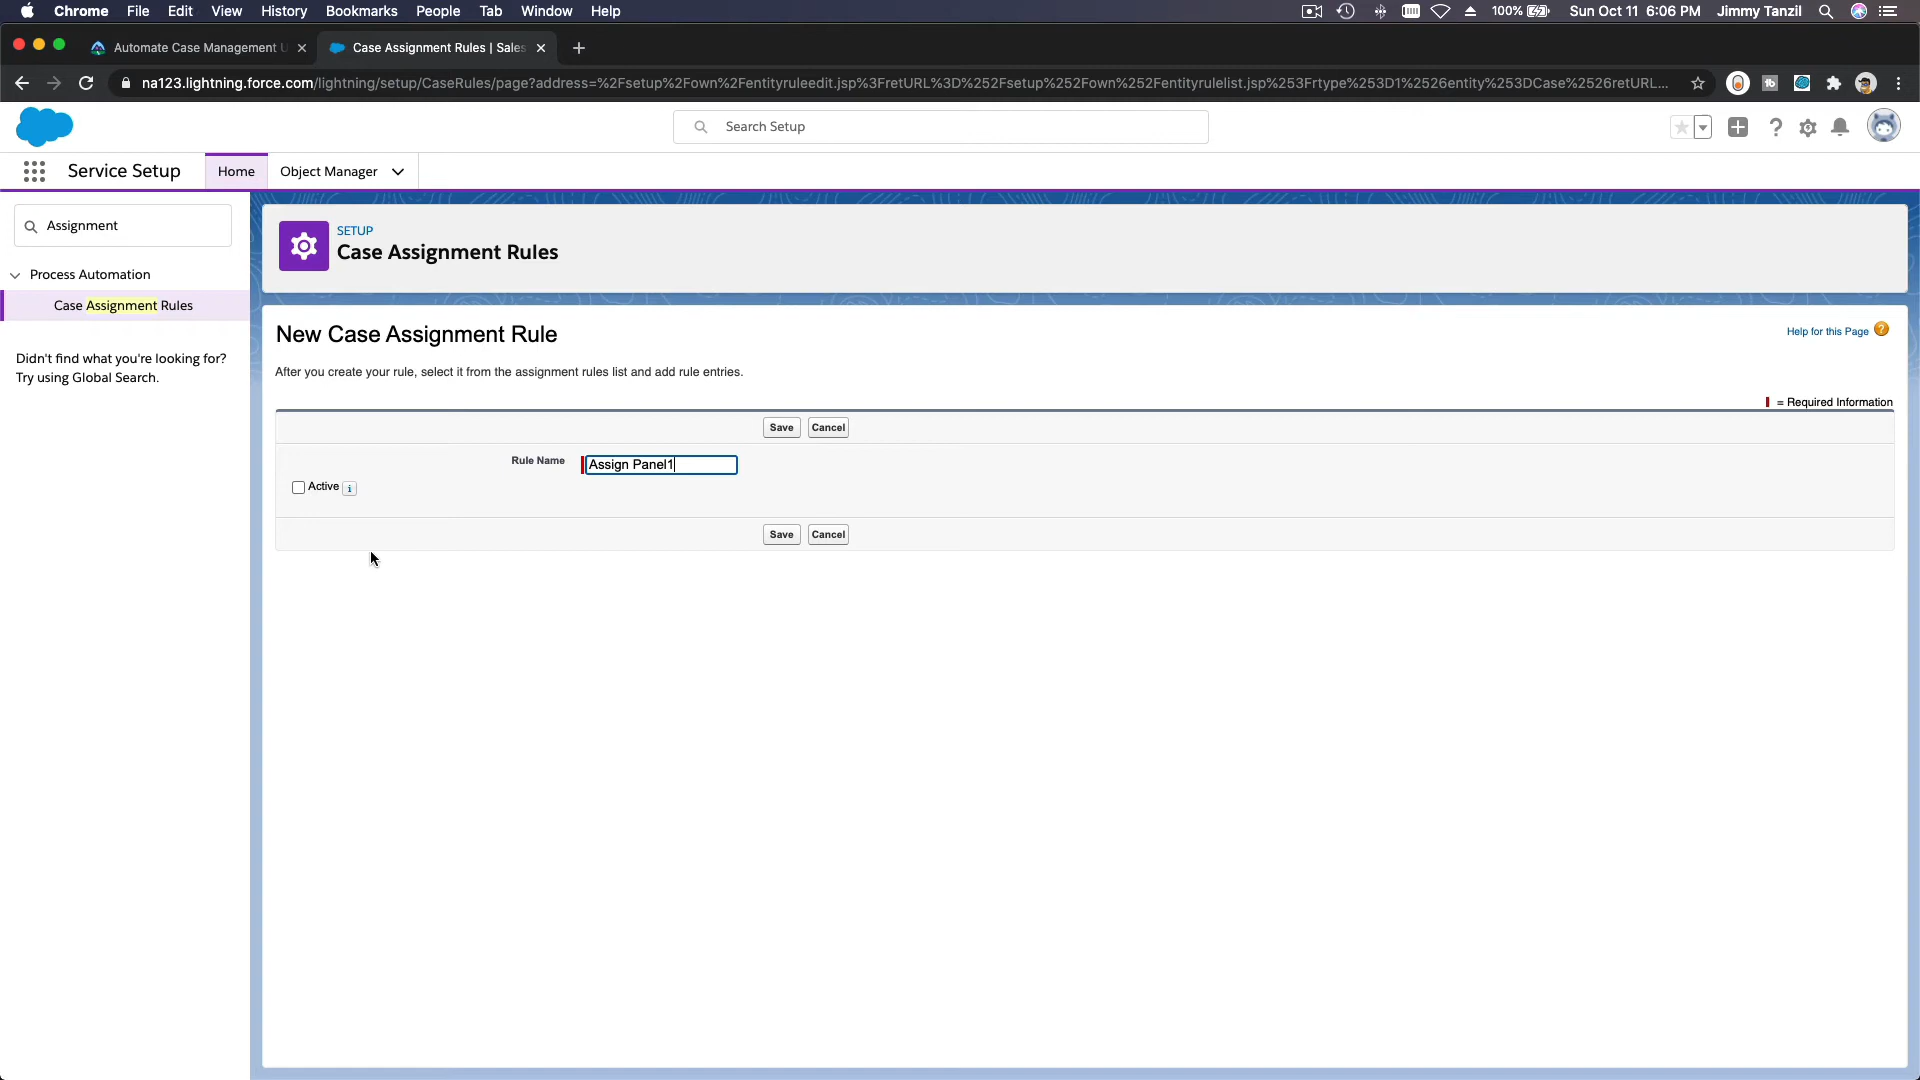 Chrome File Edit View History Bookmarks People Tab Window Help 100% Sun Oct 11 6:06 PM Jimmy Tanzil
Automate Case Management U Case Assignment Rules | Sales
na123.lightning.force.com/lightning/setup/CaseRules/page?address=%2Fsetup%2Fown%2Fentityruleedit.jsp%3FretURL%3D%252Fsetup%252Fown%252Fentityrulelist.jsp%253Frtype%253D1%2526entity%253DCase%2526retURL...
Search Setup
Service Setup Home Object Manager
Assignment
Process Automation
Case Assignment Rules
Didn't find what you're looking for?
Try using Global Search.
SETUP
Case Assignment Rules
New Case Assignment Rule
Help for this Page ?
After you create your rule, select it from the assignment rules list and add rule entries.
= Required Information
Save Cancel
Rule Name Assign Panel1
Active i
Save Cancel